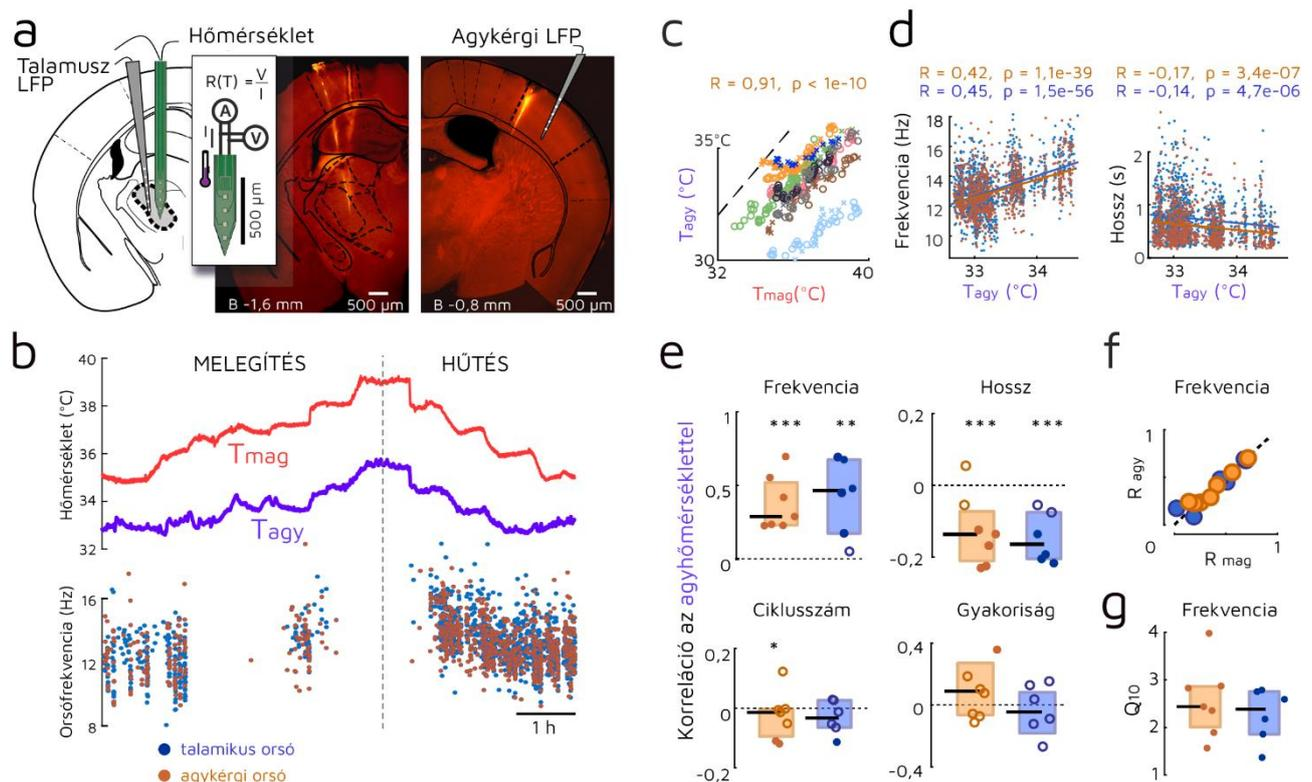 a
Hőmérséklet
Talamusz
LFP
R(T) = V/I
A
V
500 µm
B -1,6 mm
500 µm
Agykérgi LFP
B -0,8 mm
500 µm
b
MELEGÍTÉS
HŰTÉS
Hőmérséklet (°C)
40
38
36
34
32
Tmag
Tagy
Orsófrekvencia (Hz)
16
12
8
1 h
talamikus orsó
agykérgi orsó
c
R = 0,91, p < 1e-10
35°C
Tagy (°C)
30
32
40
Tmag(°C)
d
R = 0,42, p = 1,1e-39
R = 0,45, p = 1,5e-56
Frekvencia (Hz)
18
16
14
12
10
33
34
Tagy (°C)
R = -0,17, p = 3,4e-07
R = -0,14, p = 4,7e-06
Hossz (s)
2
1
0
33
34
Tagy (°C)
e
Korreláció az agyhőmérséklettel
Frekvencia
1
0,5
0
* * *
* *
Hossz
0,2
0
-0,2
* * *
* * *
Ciklusszám
0,2
0
-0,2
*
Gyakoriság
0,4
0
-0,4
f
Frekvencia
1
R agy
0
R mag
1
g
Frekvencia
Q10
4
3
2
1